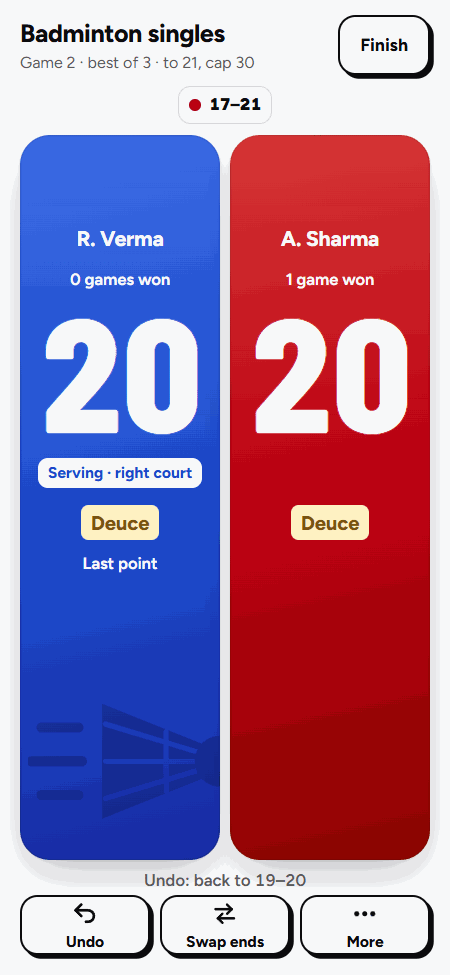 Badminton singles
Game 2 · best of 3 · to 21, cap 30
Finish
17–21
R. Verma
0 games won
20
Serving · right court
Deuce
Last point
A. Sharma
1 game won
20
Deuce
Undo: back to 19–20
Undo
Swap ends
More